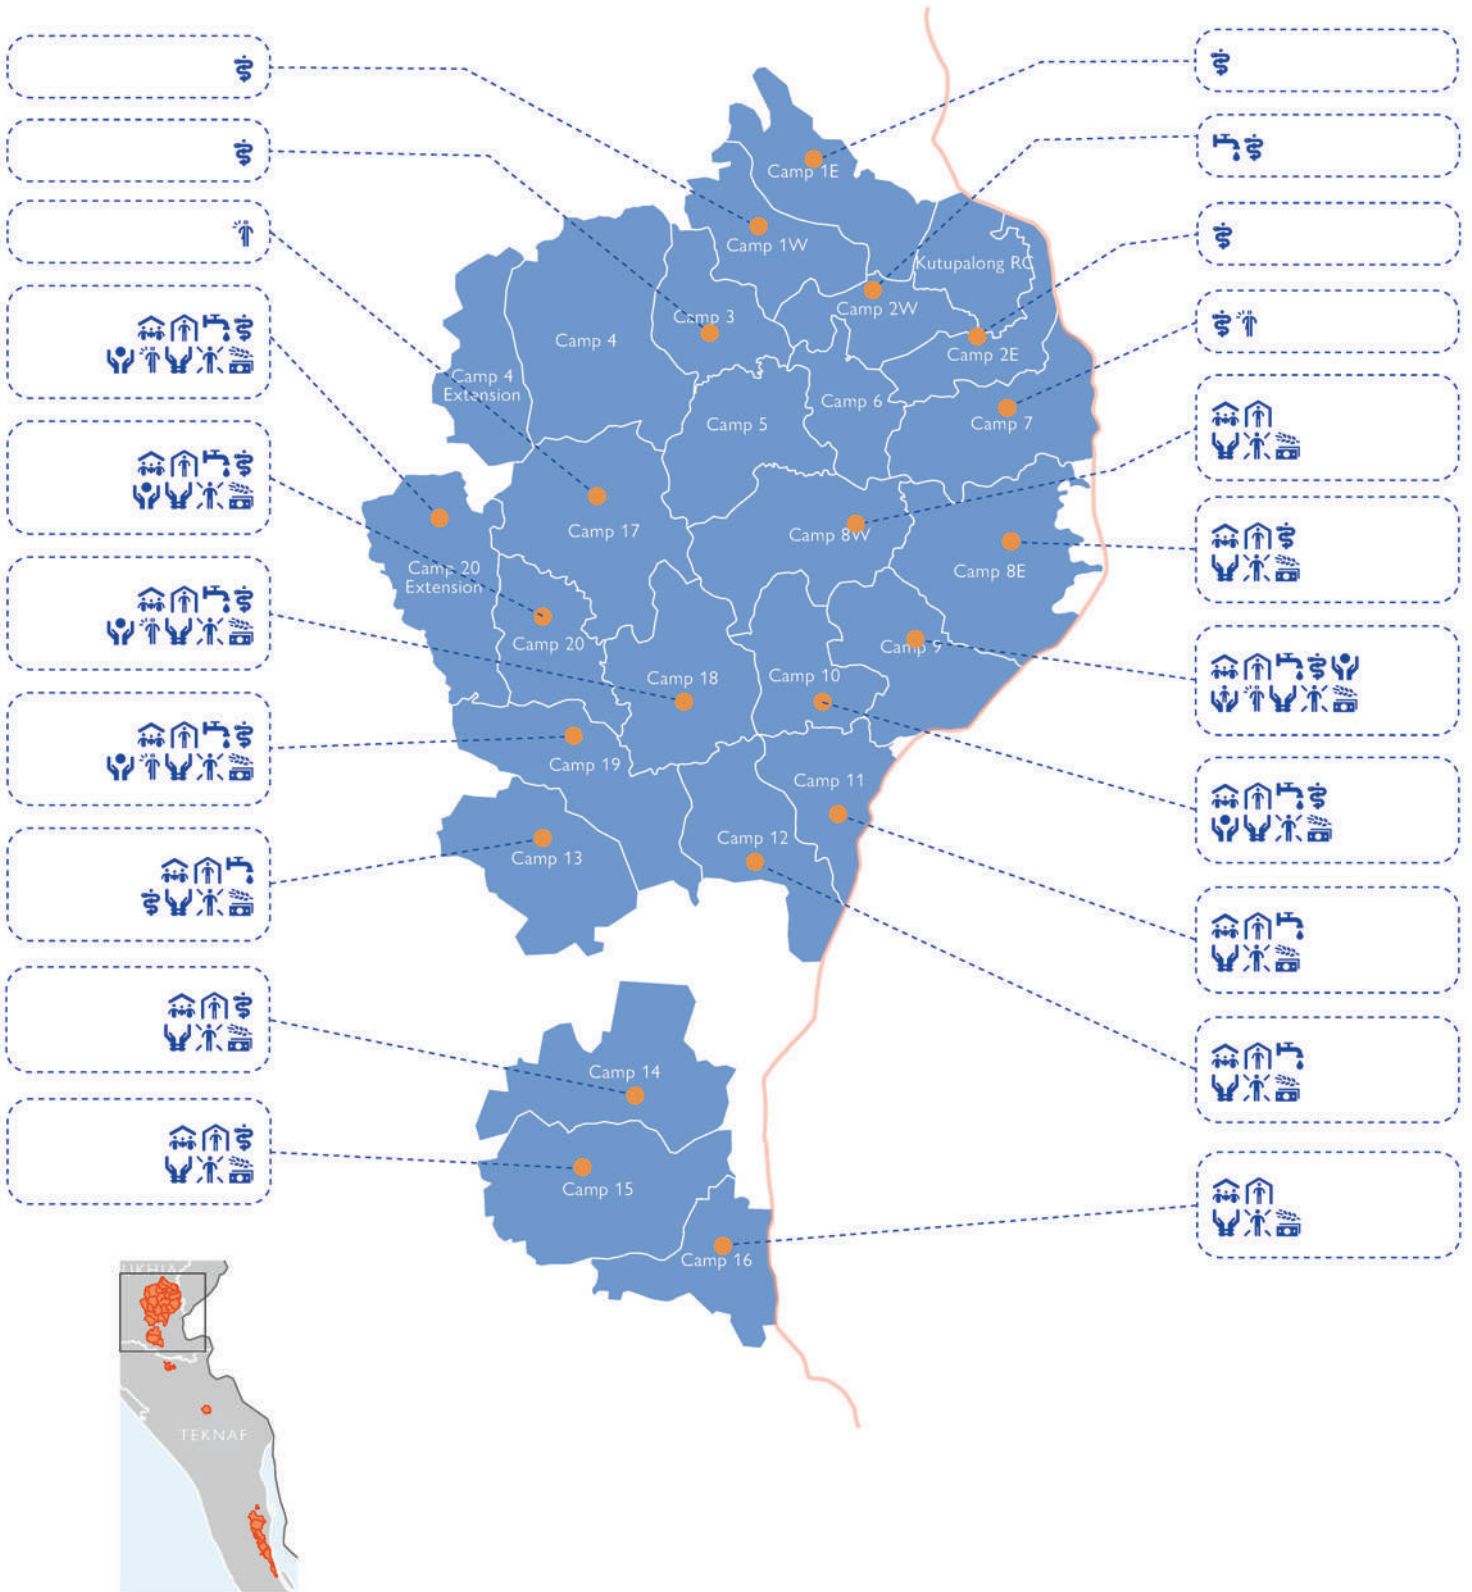 Camp 1E
Camp 1W
Kutupalong RC
Camp 2W
Camp 3
Camp 4
Camp 2E
Camp 4
Extension
Camp 6
Camp 5
Camp 7
Camp 17
Camp 8W
Camp 20
Extension
Camp 8E
Camp 20
Camp 9
Camp 18
Camp 10
Camp 19
Camp 11
Camp 12
Camp 13
Camp 14
Camp 15
Camp 16
UKHIA
TEKNAF